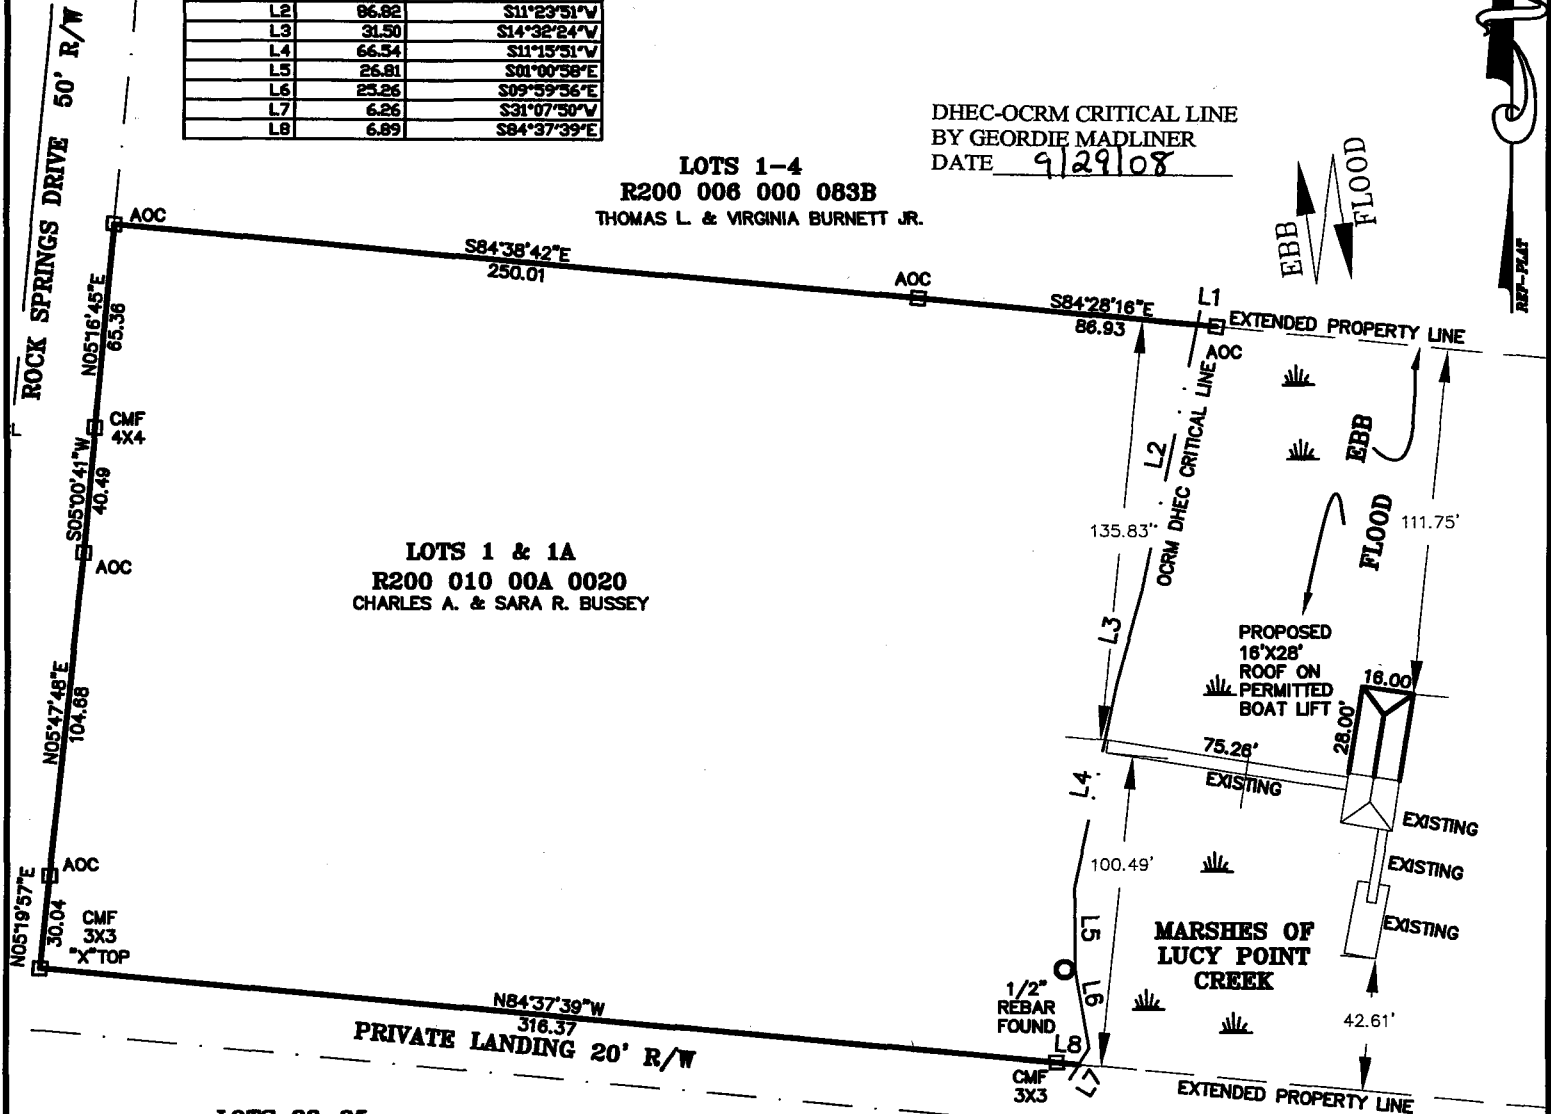 L2 86.82 S11°23'51"W
L3 31.50 S14°32'24"W
L4 66.54 S11°15'51"W
L5 26.81 S01°00'58"E
L6 25.26 S09°59'56"E
L7 6.26 S31°07'50"W
L8 6.89 S84°37'39"E
ROCK SPRINGS DRIVE 50' R/W
DHEC-OCRM CRITICAL LINE
BY GEORDIE MADLINER
DATE 9/29/08
LOTS 1-4
R200 006 000 083B
THOMAS L. & VIRGINIA BURNETT JR.
EBB
FLOOD
REF-PLAT
AOC
S84°38'42"E
250.01
AOC
S84°28'16"E
86.93
L1
EXTENDED PROPERTY LINE
AOC
N05°16'45"E
65.36
CMF
4X4
S05°00'41"W
40.49
AOC
L2
OCRM DHEC CRITICAL LINE
135.83'
EBB
FLOOD
111.75'
LOTS 1 & 1A
R200 010 00A 0020
CHARLES A. & SARA R. BUSSEY
L3
PROPOSED
16'X28'
ROOF ON
PERMITTED
BOAT LIFT
16.00'
28.00'
N05°47'48"E
104.68
75.26'
EXISTING
L4
EXISTING
EXISTING
EXISTING
100.49'
AOC
N05°19'57"E
30.04
CMF
3X3
"X"TOP
L5
MARSHES OF
LUCY POINT
CREEK
L6
1/2"
REBAR
FOUND
42.61'
N84°37'39"W
316.37
PRIVATE LANDING 20' R/W
L8
CMF
3X3
L7
EXTENDED PROPERTY LINE